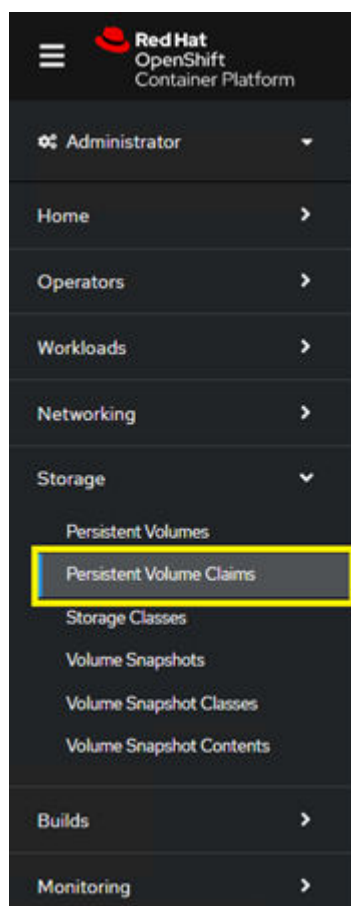 Red Hat
OpenShift
Container Platform
Administrator
Home
Operators
Workloads
Networking
Storage
Persistent Volumes
Persistent Volume Claims
Storage Classes
Volume Snapshots
Volume Snapshot Classes
Volume Snapshot Contents
Builds
Monitoring